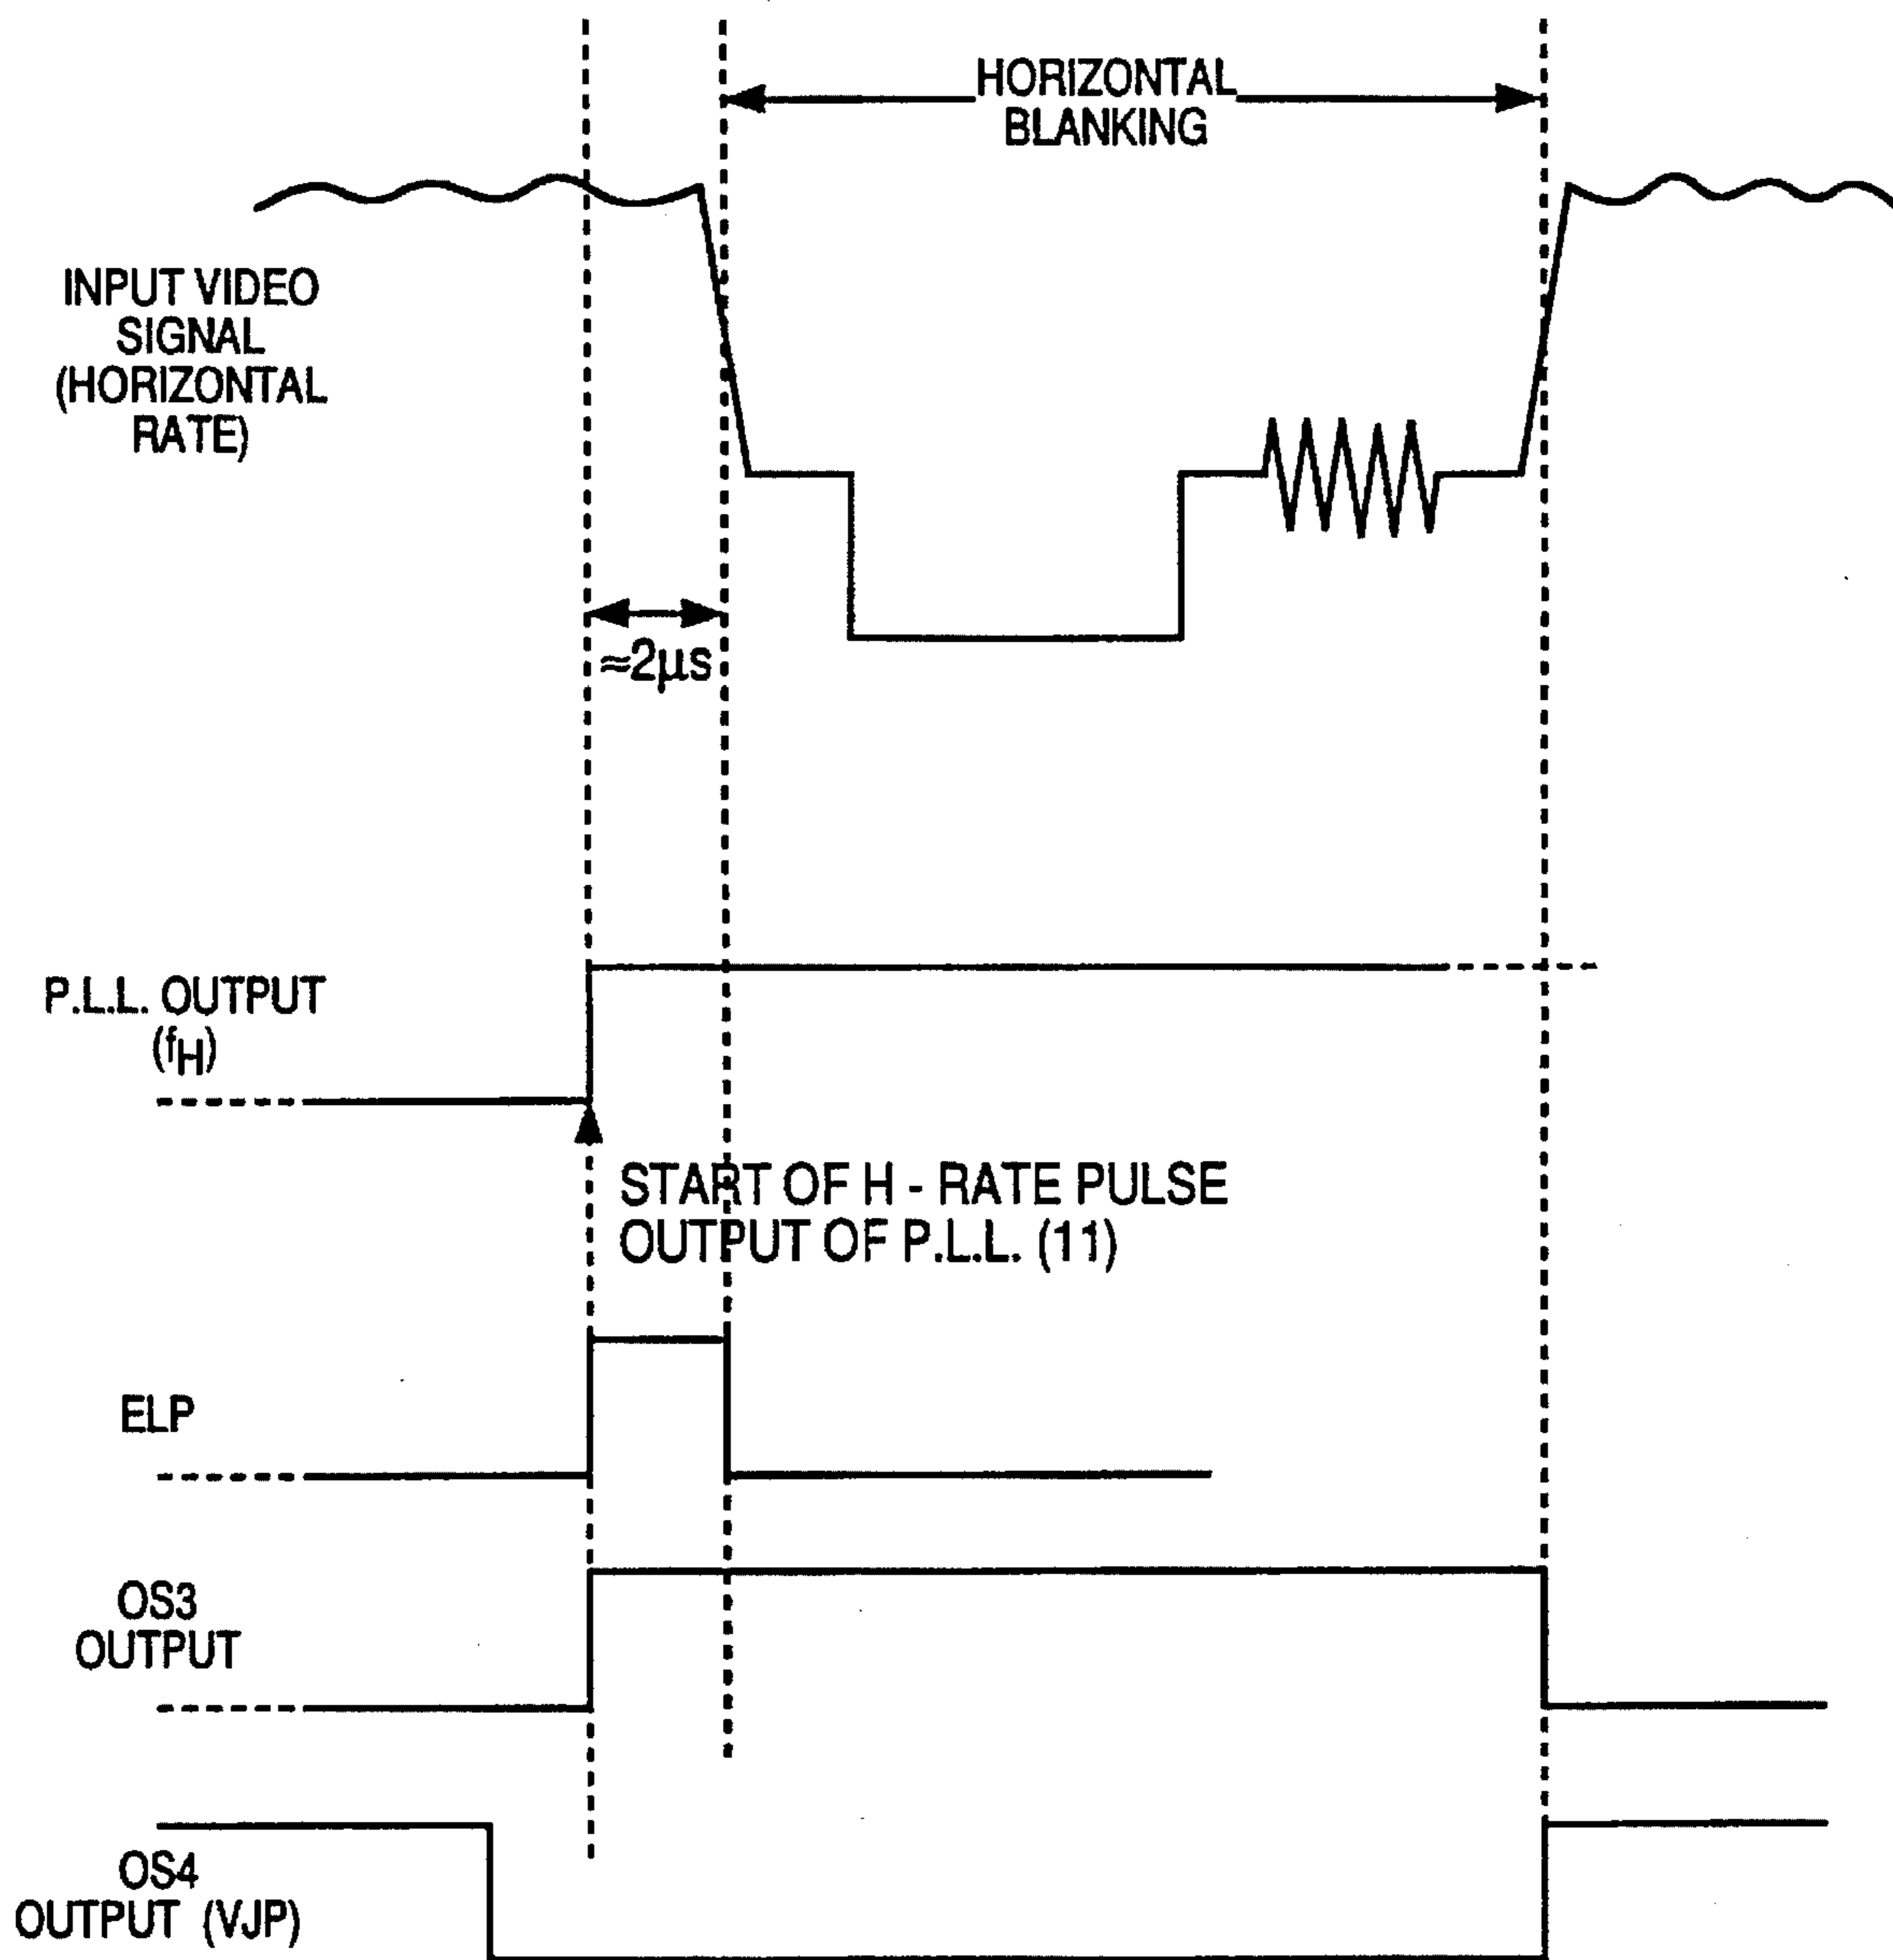 HORIZONTAL
BLANKING
INPUT VIDEO
SIGNAL
(HORIZONTAL
RATE)
≈2μs
P.L.L. OUTPUT
(fH)
START OF H - RATE PULSE
OUTPUT OF P.L.L. (11)
ELP
OS3
OUTPUT
OS4
OUTPUT (VJP)